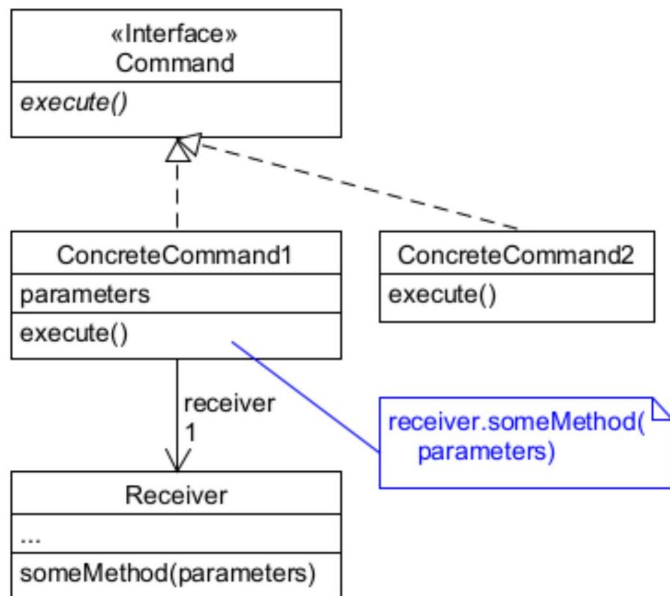 «Interface»
Command
execute()
ConcreteCommand1
parameters
execute()
ConcreteCommand2
execute()
receiver
1
receiver.someMethod(
parameters)
Receiver
...
someMethod(parameters)